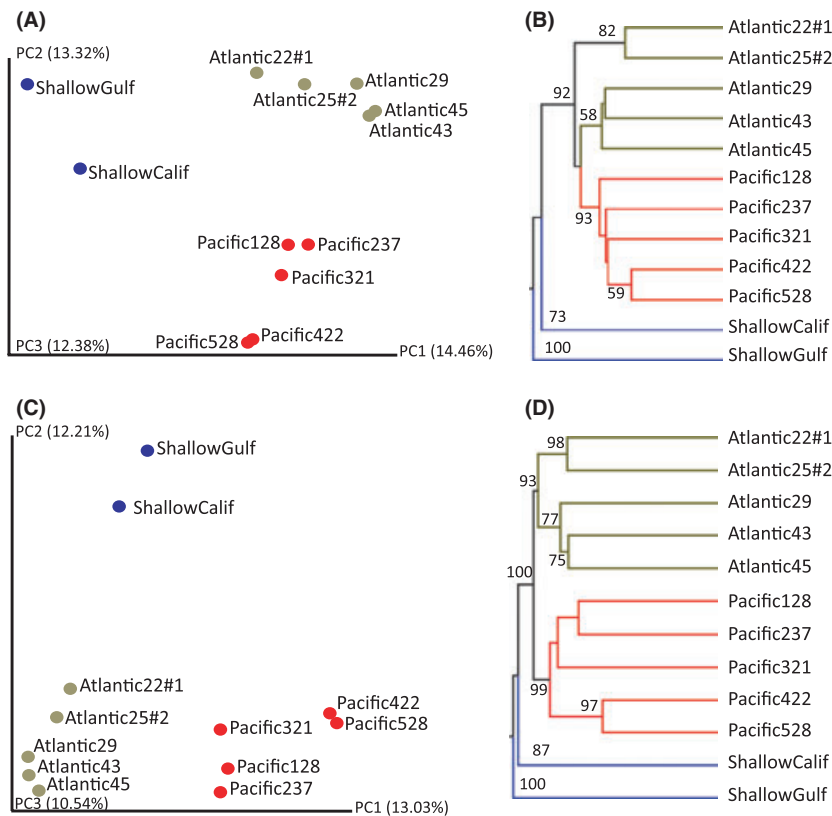 (A)
PC2 (13.32%)
Atlantic22#1
ShallowGulf
Atlantic29
Atlantic25#2
Atlantic45
Atlantic43
ShallowCalif
Pacific128
Pacific237
Pacific321
Pacific528
Pacific422
PC3 (12.38%)
PC1 (14.46%)
(B)
82
Atlantic22#1
Atlantic25#2
92
Atlantic29
58
Atlantic43
Atlantic45
Pacific128
93
Pacific237
Pacific321
Pacific422
59
Pacific528
73
ShallowCalif
100
ShallowGulf
(C)
PC2 (12.21%)
ShallowGulf
ShallowCalif
Atlantic22#1
Atlantic25#2
Pacific422
Pacific528
Pacific321
Atlantic29
Atlantic43
Pacific128
Atlantic45
Pacific237
PC3 (10.54%)
PC1 (13.03%)
(D)
98
Atlantic22#1
Atlantic25#2
93
Atlantic29
77
Atlantic43
75
Atlantic45
100
Pacific128
Pacific237
Pacific321
99
Pacific422
97
Pacific528
87
ShallowCalif
100
ShallowGulf